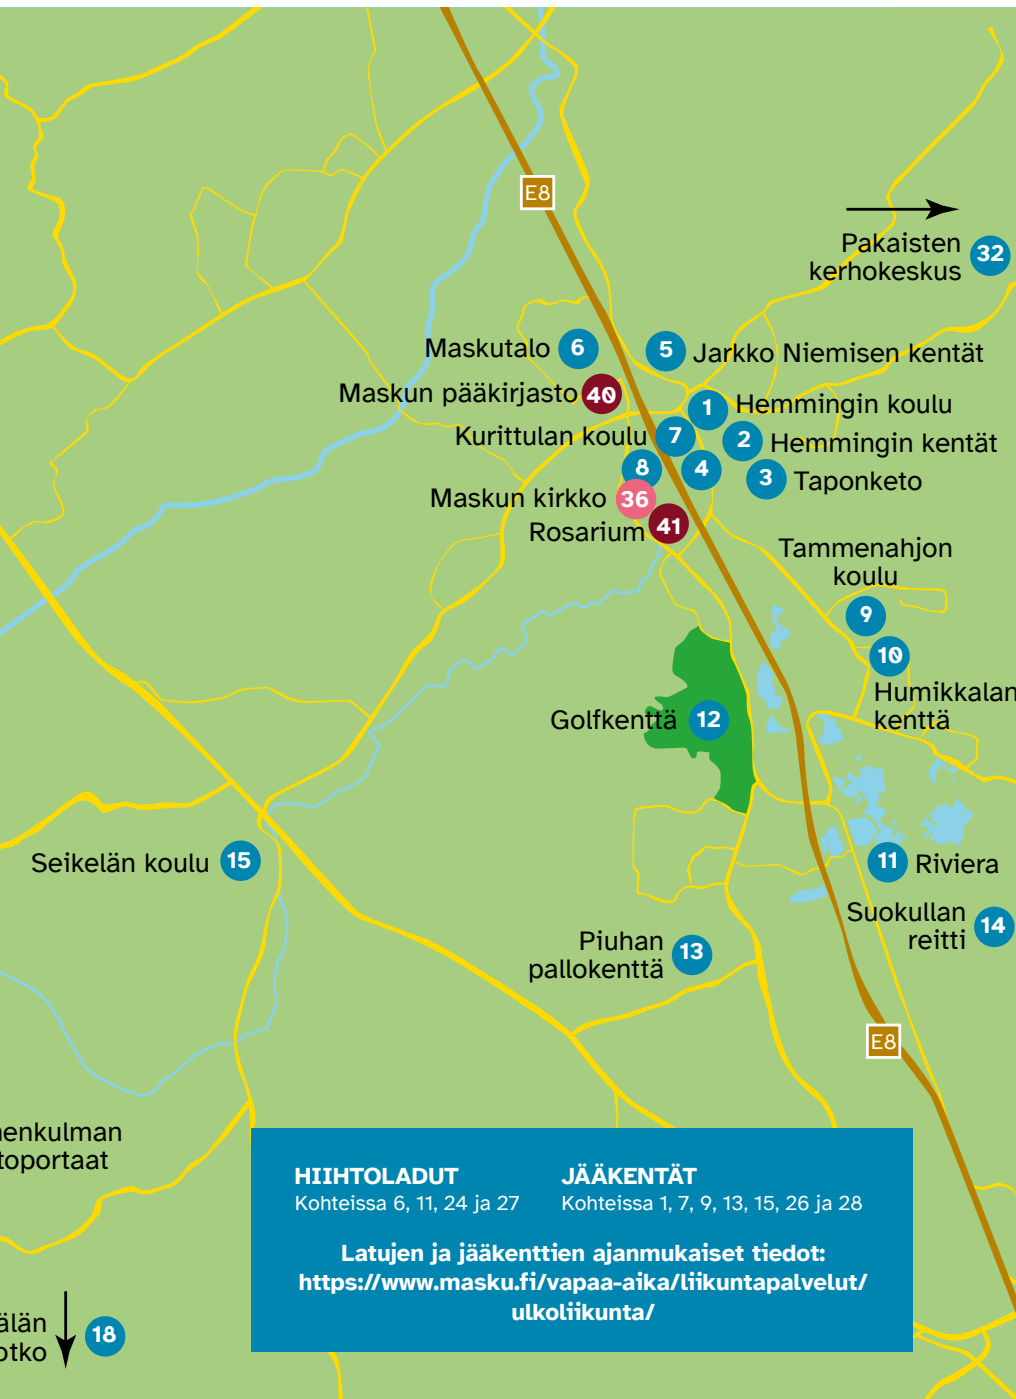 E8
Pakaisten
kerhokeskus
32
Maskutalo 6
5 Jarkko Niemisen kentät
Maskun pääkirjasto 40
1 Hemmingin koulu
Kurittulan koulu 7
2 Hemmingin kentät
8
4
3 Taponketo
Maskun kirkko 36
Rosarium 41
Tammenahjon
koulu
9
10
Humikkalan
kenttä
Golfkenttä 12
Seikelän koulu 15
11 Riviera
Suokullan
reitti
14
Piuhan
pallokenttä
13
E8
enkulman
toportaat
HIIHTOLADUT
Kohteissa 6, 11, 24 ja 27
JÄÄKENTÄT
Kohteissa 1, 7, 9, 13, 15, 26 ja 28
Latujen ja jääkenttien ajanmukaiset tiedot:
https://www.masku.fi/vapaa-aika/liikuntapalvelut/
ulkoliikunta/
älän
otko
18